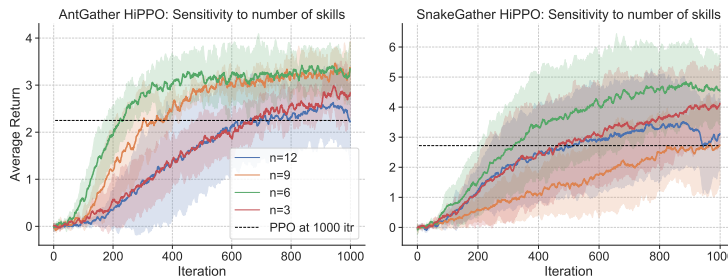 AntGather HiPPO: Sensitivity to number of skills
Average Return
4
3
2
1
0
0 200 400 600 800 1000
Iteration
n=12
n=9
n=6
n=3
PPO at 1000 itr
SnakeGather HiPPO: Sensitivity to number of skills
6
5
4
3
2
1
0
0 200 400 600 800 100
Iteration